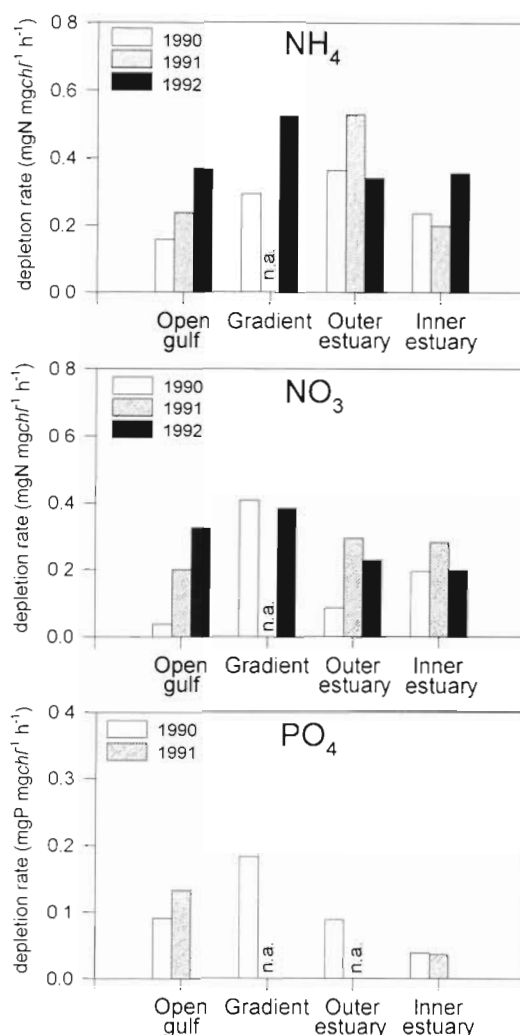 0 8
1990
1991
1992
NH₄
0.6
0.4
0.2
0 0
n.a.
depletion rate (mgN mgchl⁻¹ h⁻¹)
Open gulf
Gradient
Outer estuary
Inner estuary
0.8
1990
1991
1992
NO₃
0 6
0.4
0.2
0.0
n.a.
depletion rate (mgN mgchl⁻¹ h⁻¹)
Open gulf
Gradient
Outer estuary
Inner estuary
0.4
1990
1991
PO₄
0.3
0.2
0 1
0.0
n.a.
n.a.
depletion rate (mgP mgchl⁻¹ h⁻¹)
Open gulf
Gradient
Outer estuary
Inner estuary